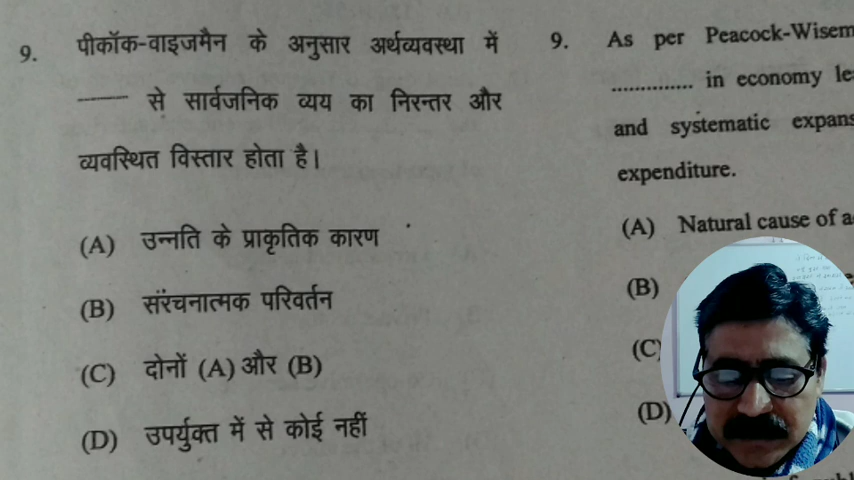 9. पीकॉक-वाइजमैन के अनुसार अर्थव्यवस्था में
——— से सार्वजनिक व्यय का निरन्तर और
व्यवस्थित विस्तार होता है।
(A) उन्नति के प्राकृतिक कारण
(B) संरचनात्मक परिवर्तन
(C) दोनों (A) और (B)
(D) उपर्युक्त में से कोई नहीं
9. As per Peacock-Wisem
.............. in economy le
and systematic expans
expenditure.
(A) Natural cause of a
(B)
(C)
(D)